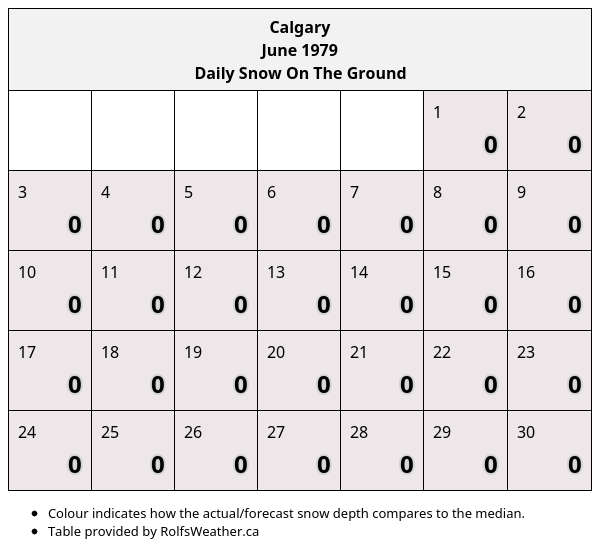 Calgary
June 1979
Daily Snow On The Ground
1 2
0 0
3 4 5 6 7 8 9
0 0 0 0 0 0 0
10 11 12 13 14 15 16
0 0 0 0 0 0 0
17 18 19 20 21 22 23
0 0 0 0 0 0 0
24 25 26 27 28 29 30
0 0 0 0 0 0 0
Colour indicates how the actual/forecast snow depth compares to the median.
Table provided by RolfsWeather.ca